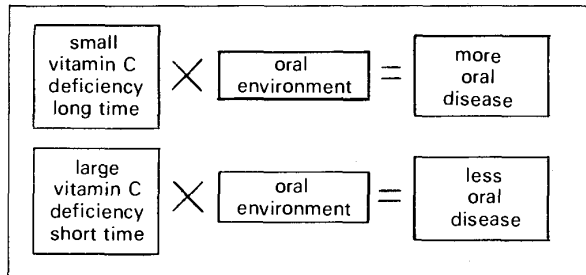 small
vitamin C
deficiency
long time
×
oral
environment
=
more
oral
disease
large
vitamin C
deficiency
short time
×
oral
environment
=
less
oral
disease